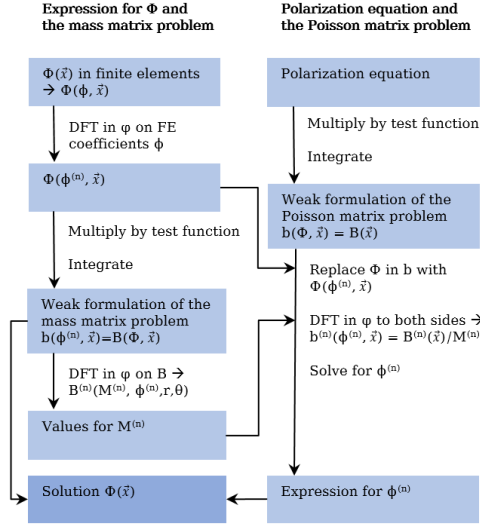 Expression for Φ and
the mass matrix problem
Φ(x⃗) in finite elements
→ Φ(ϕ, x⃗)
DFT in φ on FE
coefficients ϕ
Φ(ϕ⁽ⁿ⁾, x⃗)
Multiply by test function
Integrate
Weak formulation of the
mass matrix problem
b(ϕ⁽ⁿ⁾, x⃗)=B(Φ, x⃗)
DFT in φ on B →
B⁽ⁿ⁾(M⁽ⁿ⁾, ϕ⁽ⁿ⁾,r,θ)
Values for M⁽ⁿ⁾
Solution Φ(x⃗)
Polarization equation and
the Poisson matrix problem
Polarization equation
Multiply by test function
Integrate
Weak formulation of the
Poisson matrix problem
b(Φ, x⃗) = B(x⃗)
Replace Φ in b with
Φ(ϕ⁽ⁿ⁾, x⃗)
DFT in φ to both sides →
b⁽ⁿ⁾(ϕ⁽ⁿ⁾, x⃗) = B⁽ⁿ⁾(x⃗)/M⁽ⁿ⁾
Solve for ϕ⁽ⁿ⁾
Expression for ϕ⁽ⁿ⁾